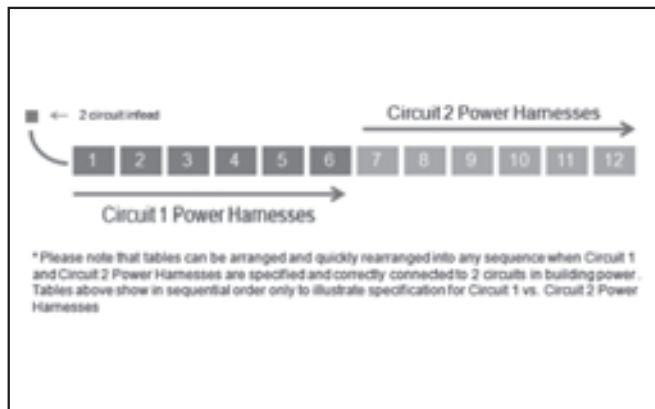 Circuit 2 Power Harnesses
← 2 circuit infead
1 2 3 4 5 6 7 8 9 10 11 12
Circuit 1 Power Harnesses
* Please note that tables can be arranged and quickly rearranged into any sequence when Circuit 1
and Circuit 2 Power Harnesses are specified and correctly connected to 2 circuits in building power.
Tables above show in sequential order only to illustrate specification for Circuit 1 vs. Circuit 2 Power
Harnesses